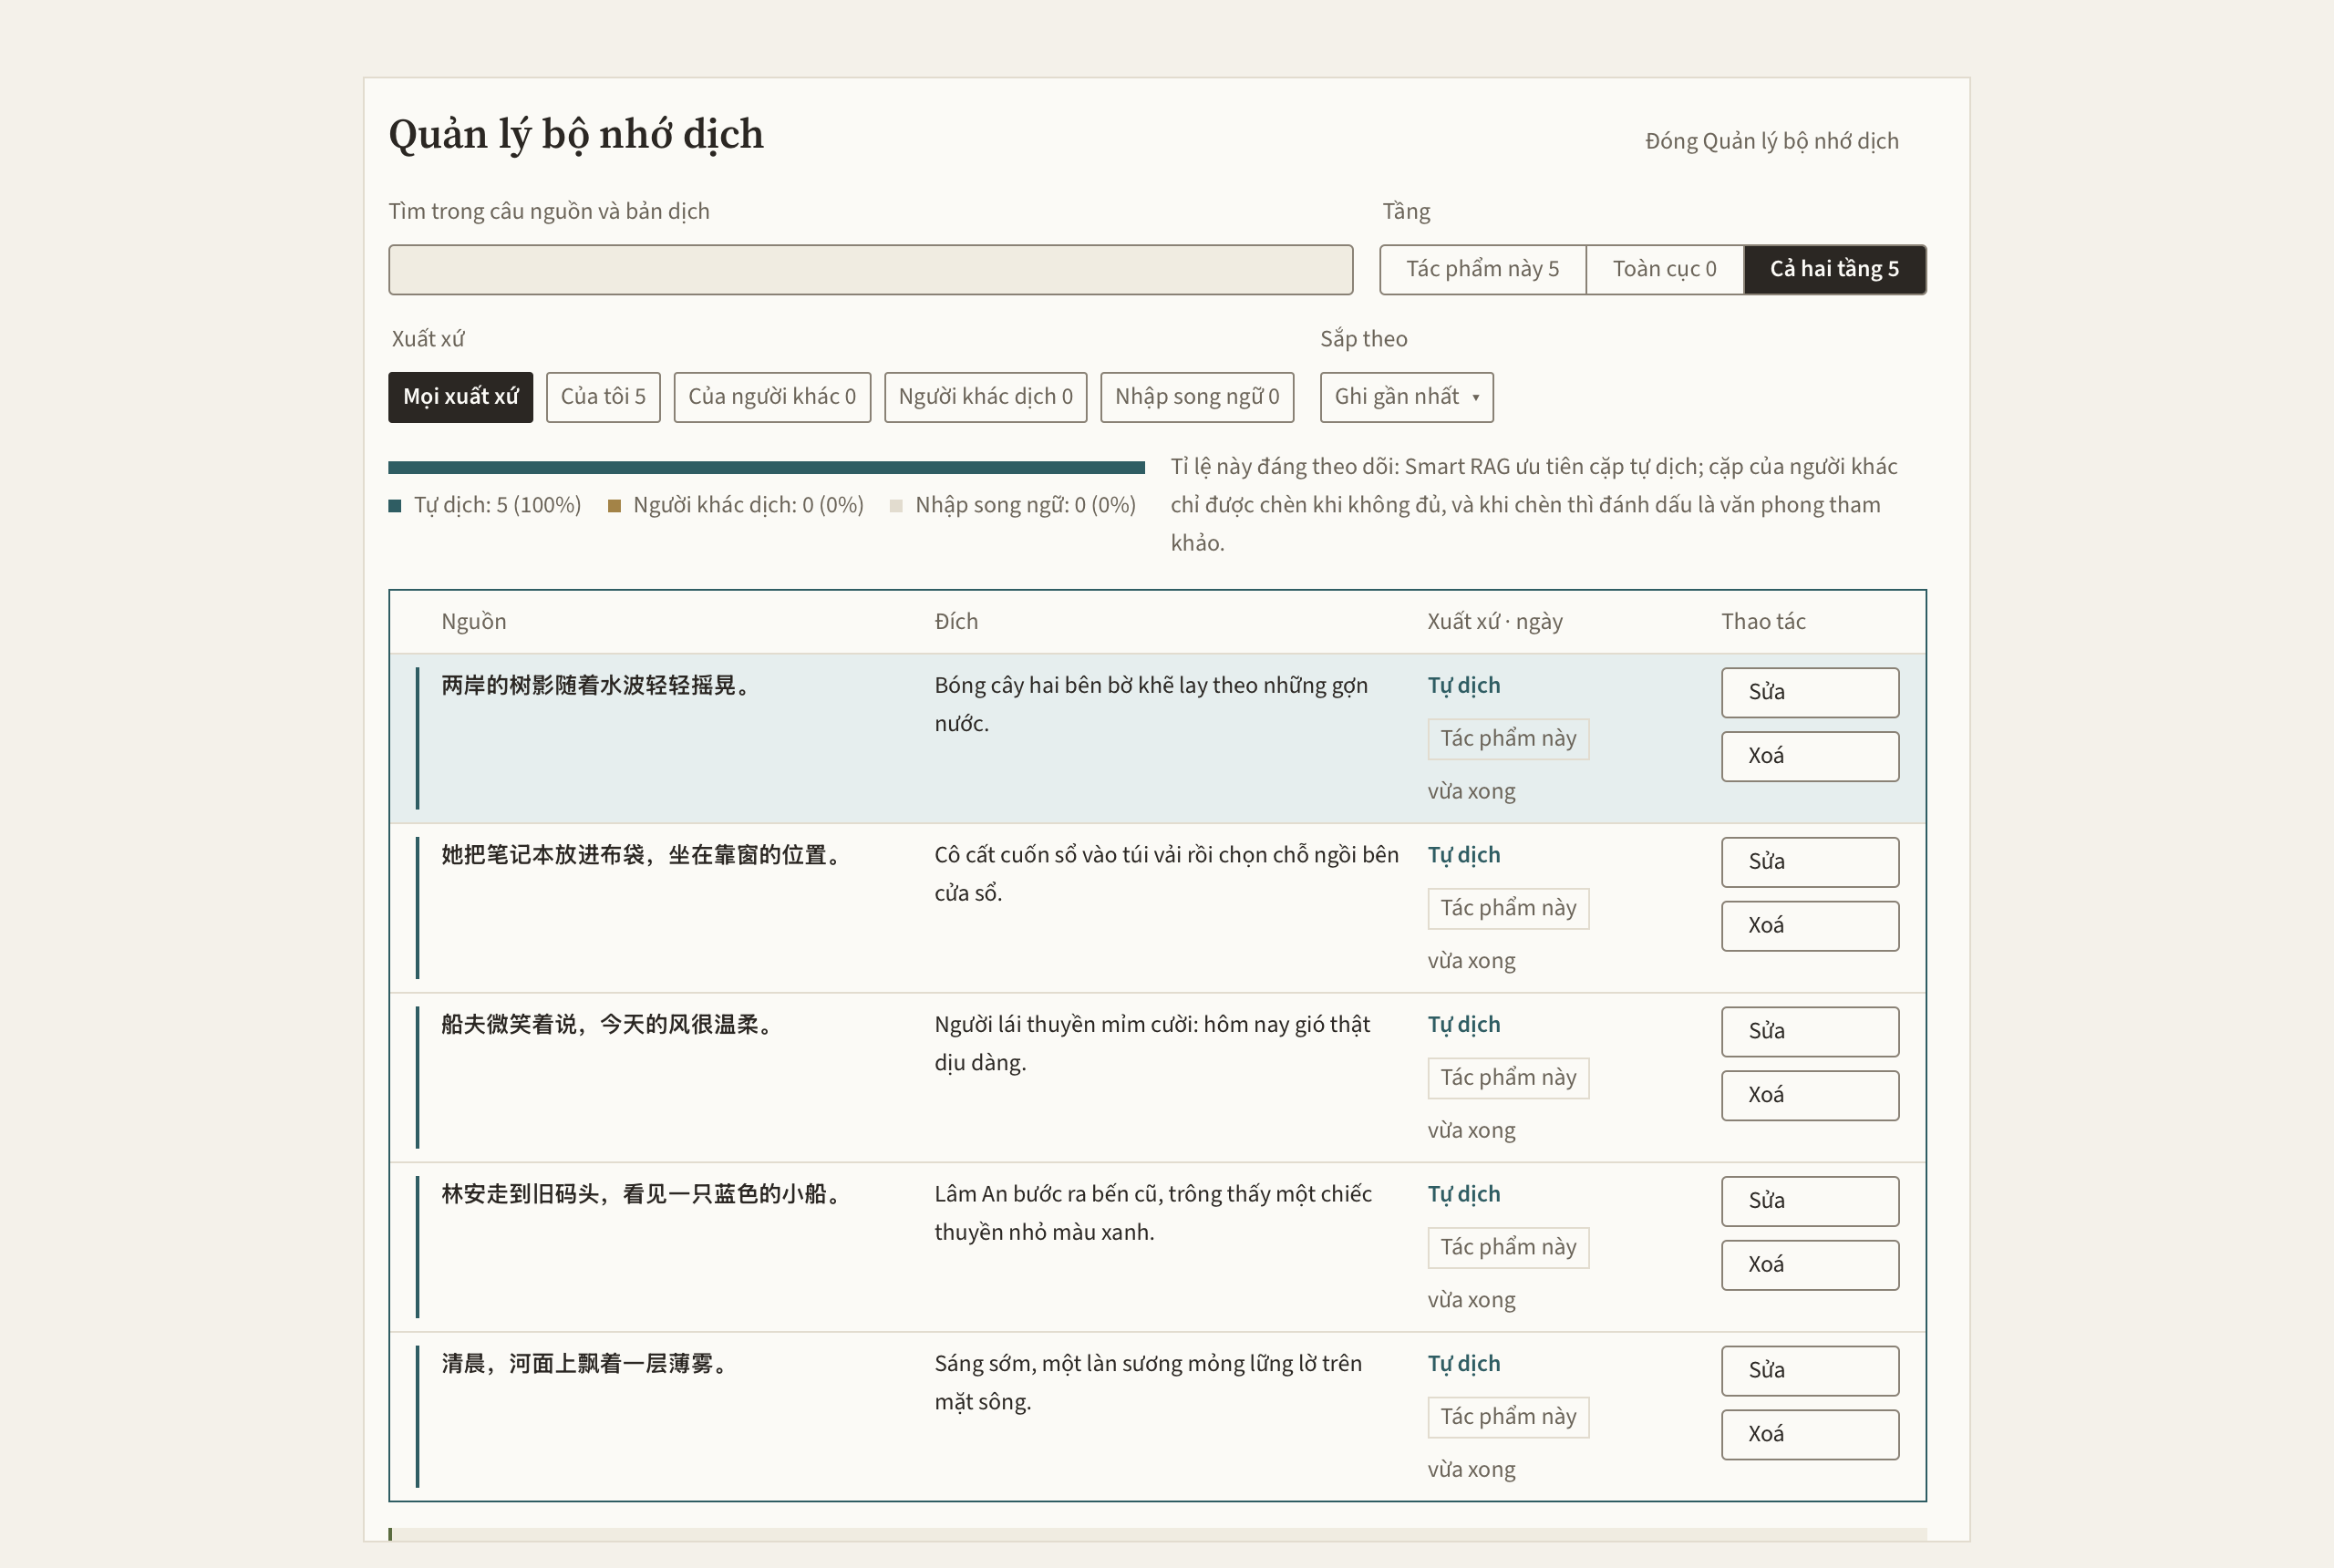 Quản lý bộ nhớ dịch
Đóng Quản lý bộ nhớ dịch
Tìm trong câu nguồn và bản dịch
Tầng
Tác phẩm này 5
Toàn cục 0
Cả hai tầng 5
Xuất xứ
Sắp theo
Mọi xuất xứ
Của tôi 5
Của người khác 0
Người khác dịch 0
Nhập song ngữ 0
Ghi gần nhất ▾
Tự dịch: 5 (100%)
Người khác dịch: 0 (0%)
Nhập song ngữ: 0 (0%)
Tỉ lệ này đáng theo dõi: Smart RAG ưu tiên cặp tự dịch; cặp của người khác
chỉ được chèn khi không đủ, và khi chèn thì đánh dấu là văn phong tham
khảo.
Nguồn
Đích
Xuất xứ · ngày
Thao tác
两岸的树影随着水波轻轻摇晃。
Bóng cây hai bên bờ khẽ lay theo những gợn
nước.
Tự dịch
Tác phẩm này
vừa xong
Sửa
Xoá
她把笔记本放进布袋，坐在靠窗的位置。
Cô cất cuốn sổ vào túi vải rồi chọn chỗ ngồi bên
cửa sổ.
Tự dịch
Tác phẩm này
vừa xong
Sửa
Xoá
船夫微笑着说，今天的风很温柔。
Người lái thuyền mỉm cười: hôm nay gió thật
dịu dàng.
Tự dịch
Tác phẩm này
vừa xong
Sửa
Xoá
林安走到旧码头，看见一只蓝色的小船。
Lâm An bước ra bến cũ, trông thấy một chiếc
thuyền nhỏ màu xanh.
Tự dịch
Tác phẩm này
vừa xong
Sửa
Xoá
清晨，河面上飘着一层薄雾。
Sáng sớm, một làn sương mỏng lững lờ trên
mặt sông.
Tự dịch
Tác phẩm này
vừa xong
Sửa
Xoá